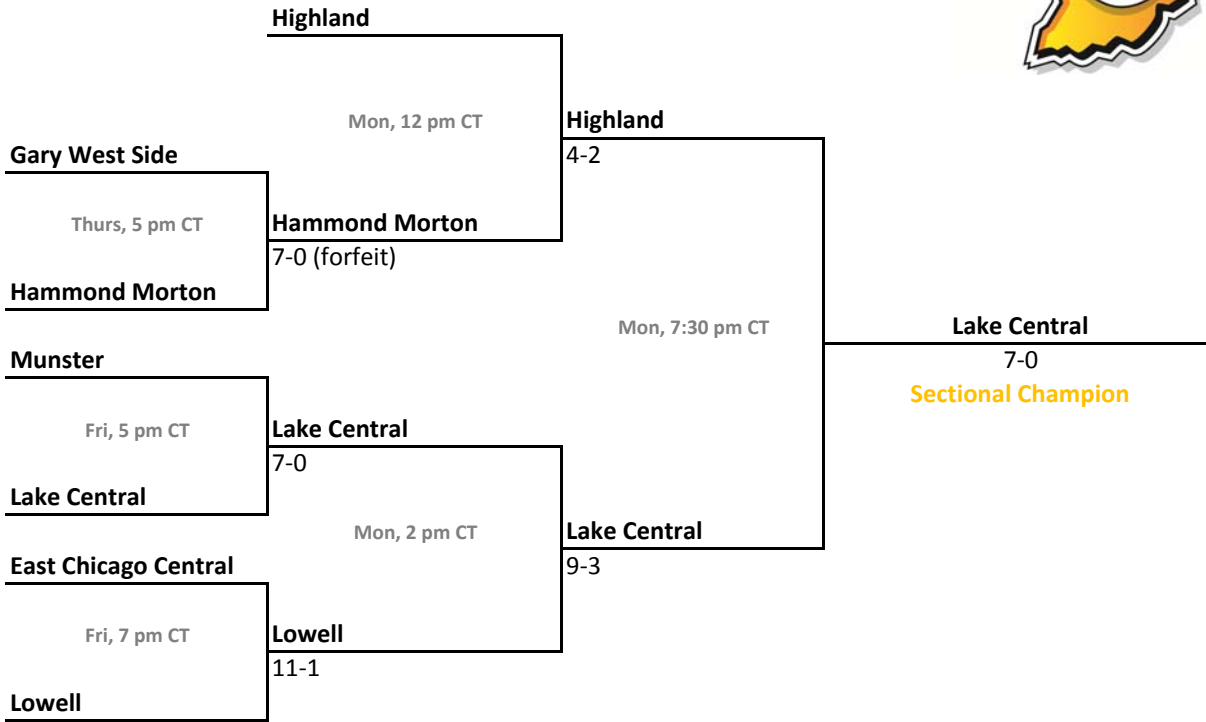 Highland
Mon, 12 pm CT
Highland
4-2
Gary West Side
Thurs, 5 pm CT
Hammond Morton
7-0 (forfeit)
Hammond Morton
Mon, 7:30 pm CT
Lake Central
7-0
Sectional Champion
Munster
Fri, 5 pm CT
Lake Central
7-0
Lake Central
Mon, 2 pm CT
Lake Central
9-3
East Chicago Central
Fri, 7 pm CT
Lowell
11-1
Lowell